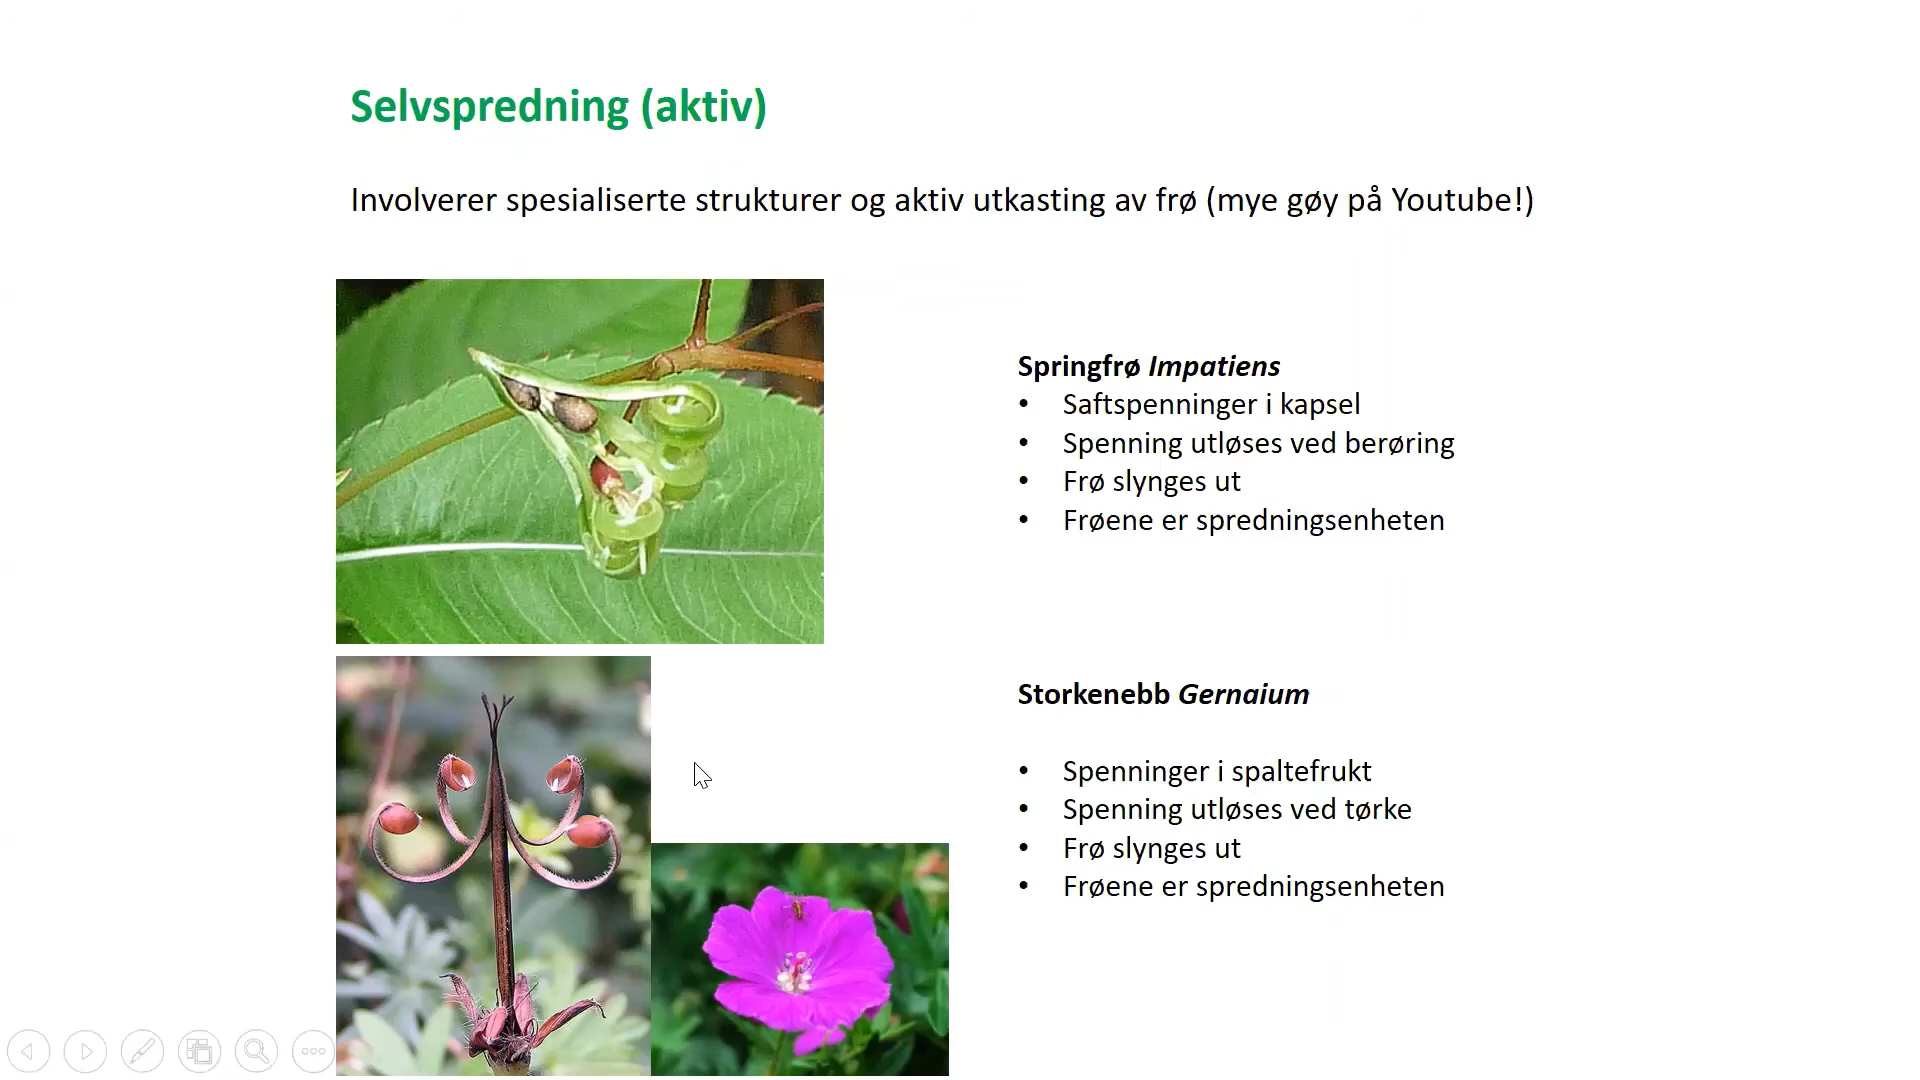 Selvspredning (aktiv)
Involverer spesialiserte strukturer og aktiv utkasting av frø (mye gøy på Youtube!)
Springfrø Impatiens
• Saftspenninger i kapsel
• Spenning utløses ved berøring
• Frø slynges ut
• Frøene er spredningsenheten
Storkenebb Gernaium
• Spenninger i spaltefrukt
• Spenning utløses ved tørke
• Frø slynges ut
• Frøene er spredningsenheten